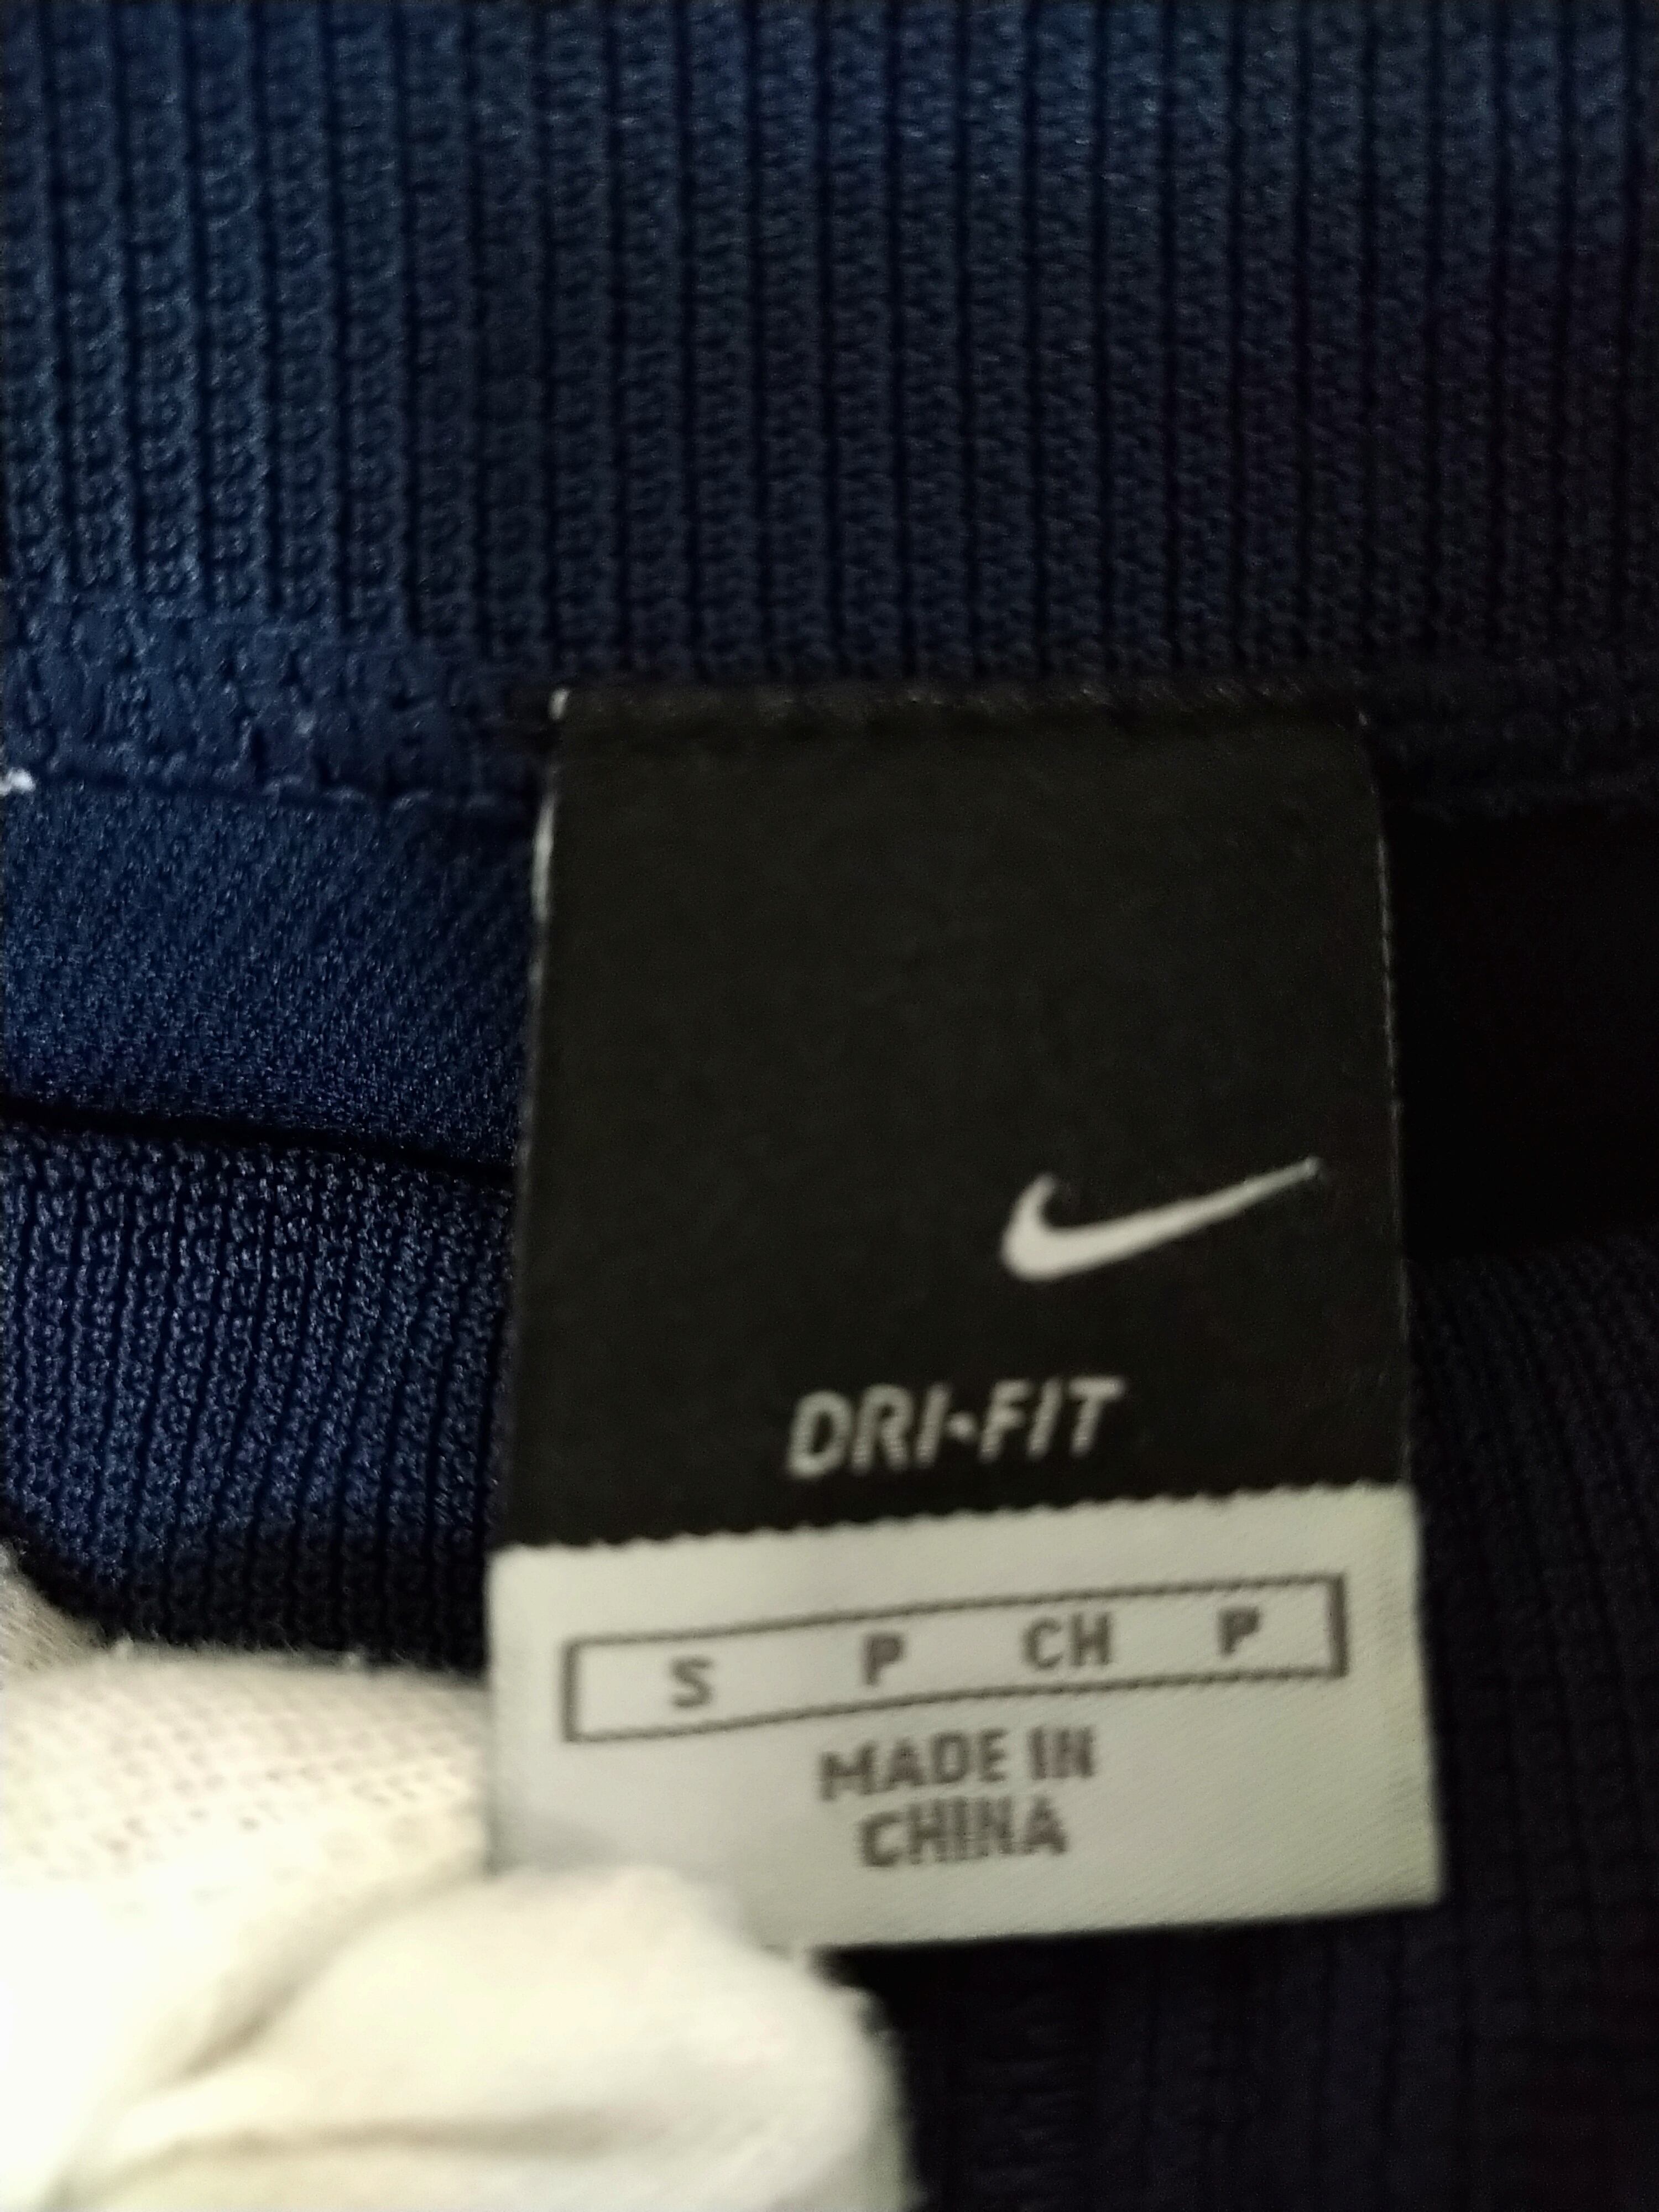 DRI-FIT
S P CH P
MADE IN
CHINA